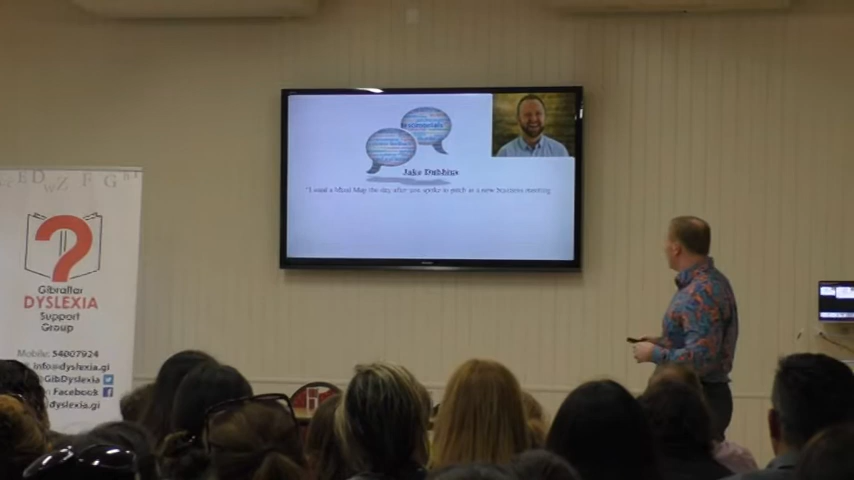 Jake Dubbins
"I used a Mind Map the day after you spoke to pitch at a new business meeting
Gibraltar
DYSLEXIA
Support
Group
Mobile: 54007924
info@dyslexia.gi
GibDyslexia
Facebook
dyslexia.gi